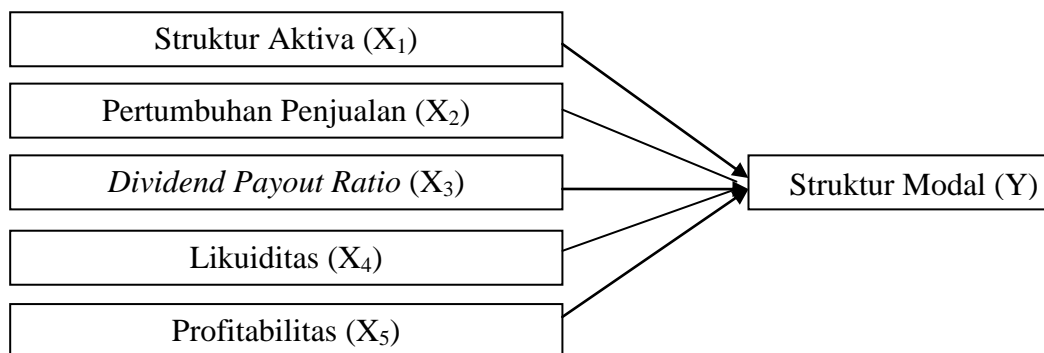 Struktur Aktiva (X₁)
Pertumbuhan Penjualan (X₂)
Dividend Payout Ratio (X₃)
Struktur Modal (Y)
Likuiditas (X₄)
Profitabilitas (X₅)